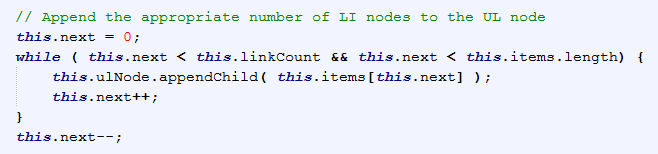 // Append the appropriate number of LI nodes to the UL node
this.next = 0;
while ( this.next < this.linkCount && this.next < this.items.length) {
    this.ulNode.appendChild( this.items[this.next] );
    this.next++;
}
this.next--;